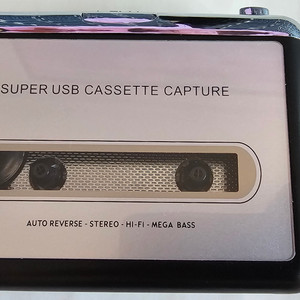 SUPER USB CASSETTE CAPTURE
AUTO REVERSE - STEREO - HI-FI - MEGA BASS